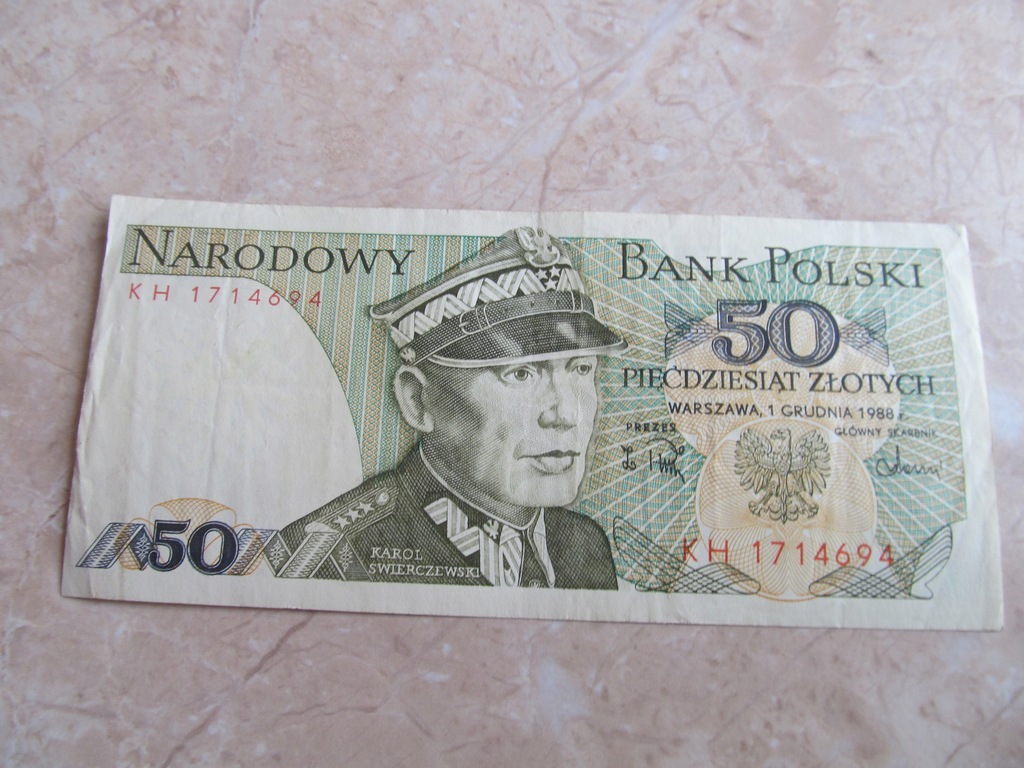 NARODOWY BANK POLSKI
KH 1714694
50
PIĘĆDZIESIĄT ZŁOTYCH
WARSZAWA, 1 GRUDNIA 1988 r.
PREZES GŁÓWNY SKARBNIK
50
KAROL
ŚWIERCZEWSKI
KH 1714694